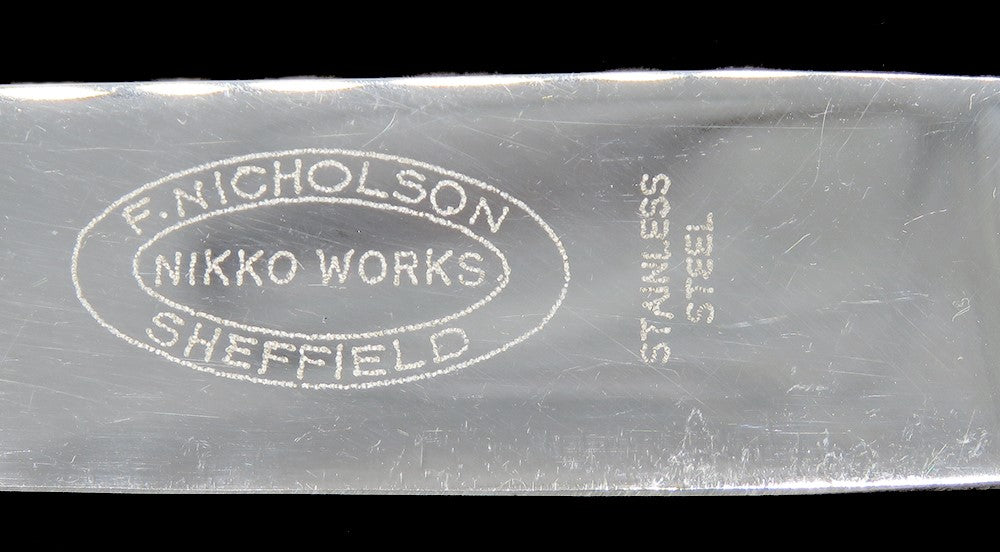 F. NICHOLSON
NIKKO WORKS
SHEFFIELD
STAINLESS
STEEL